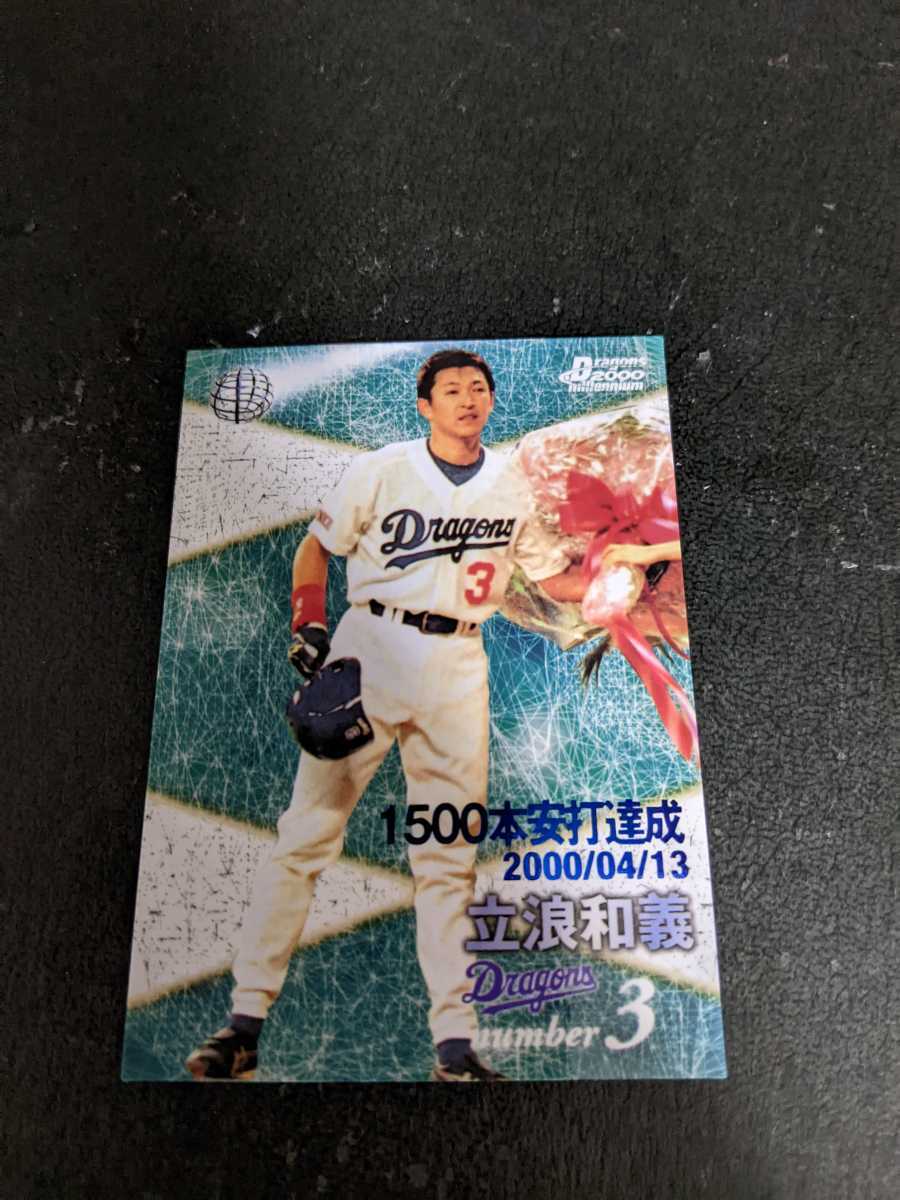 Dragons
2000
millennium
Dragons
3
1500本安打達成
2000/04/13
立浪和義
Dragons
number 3